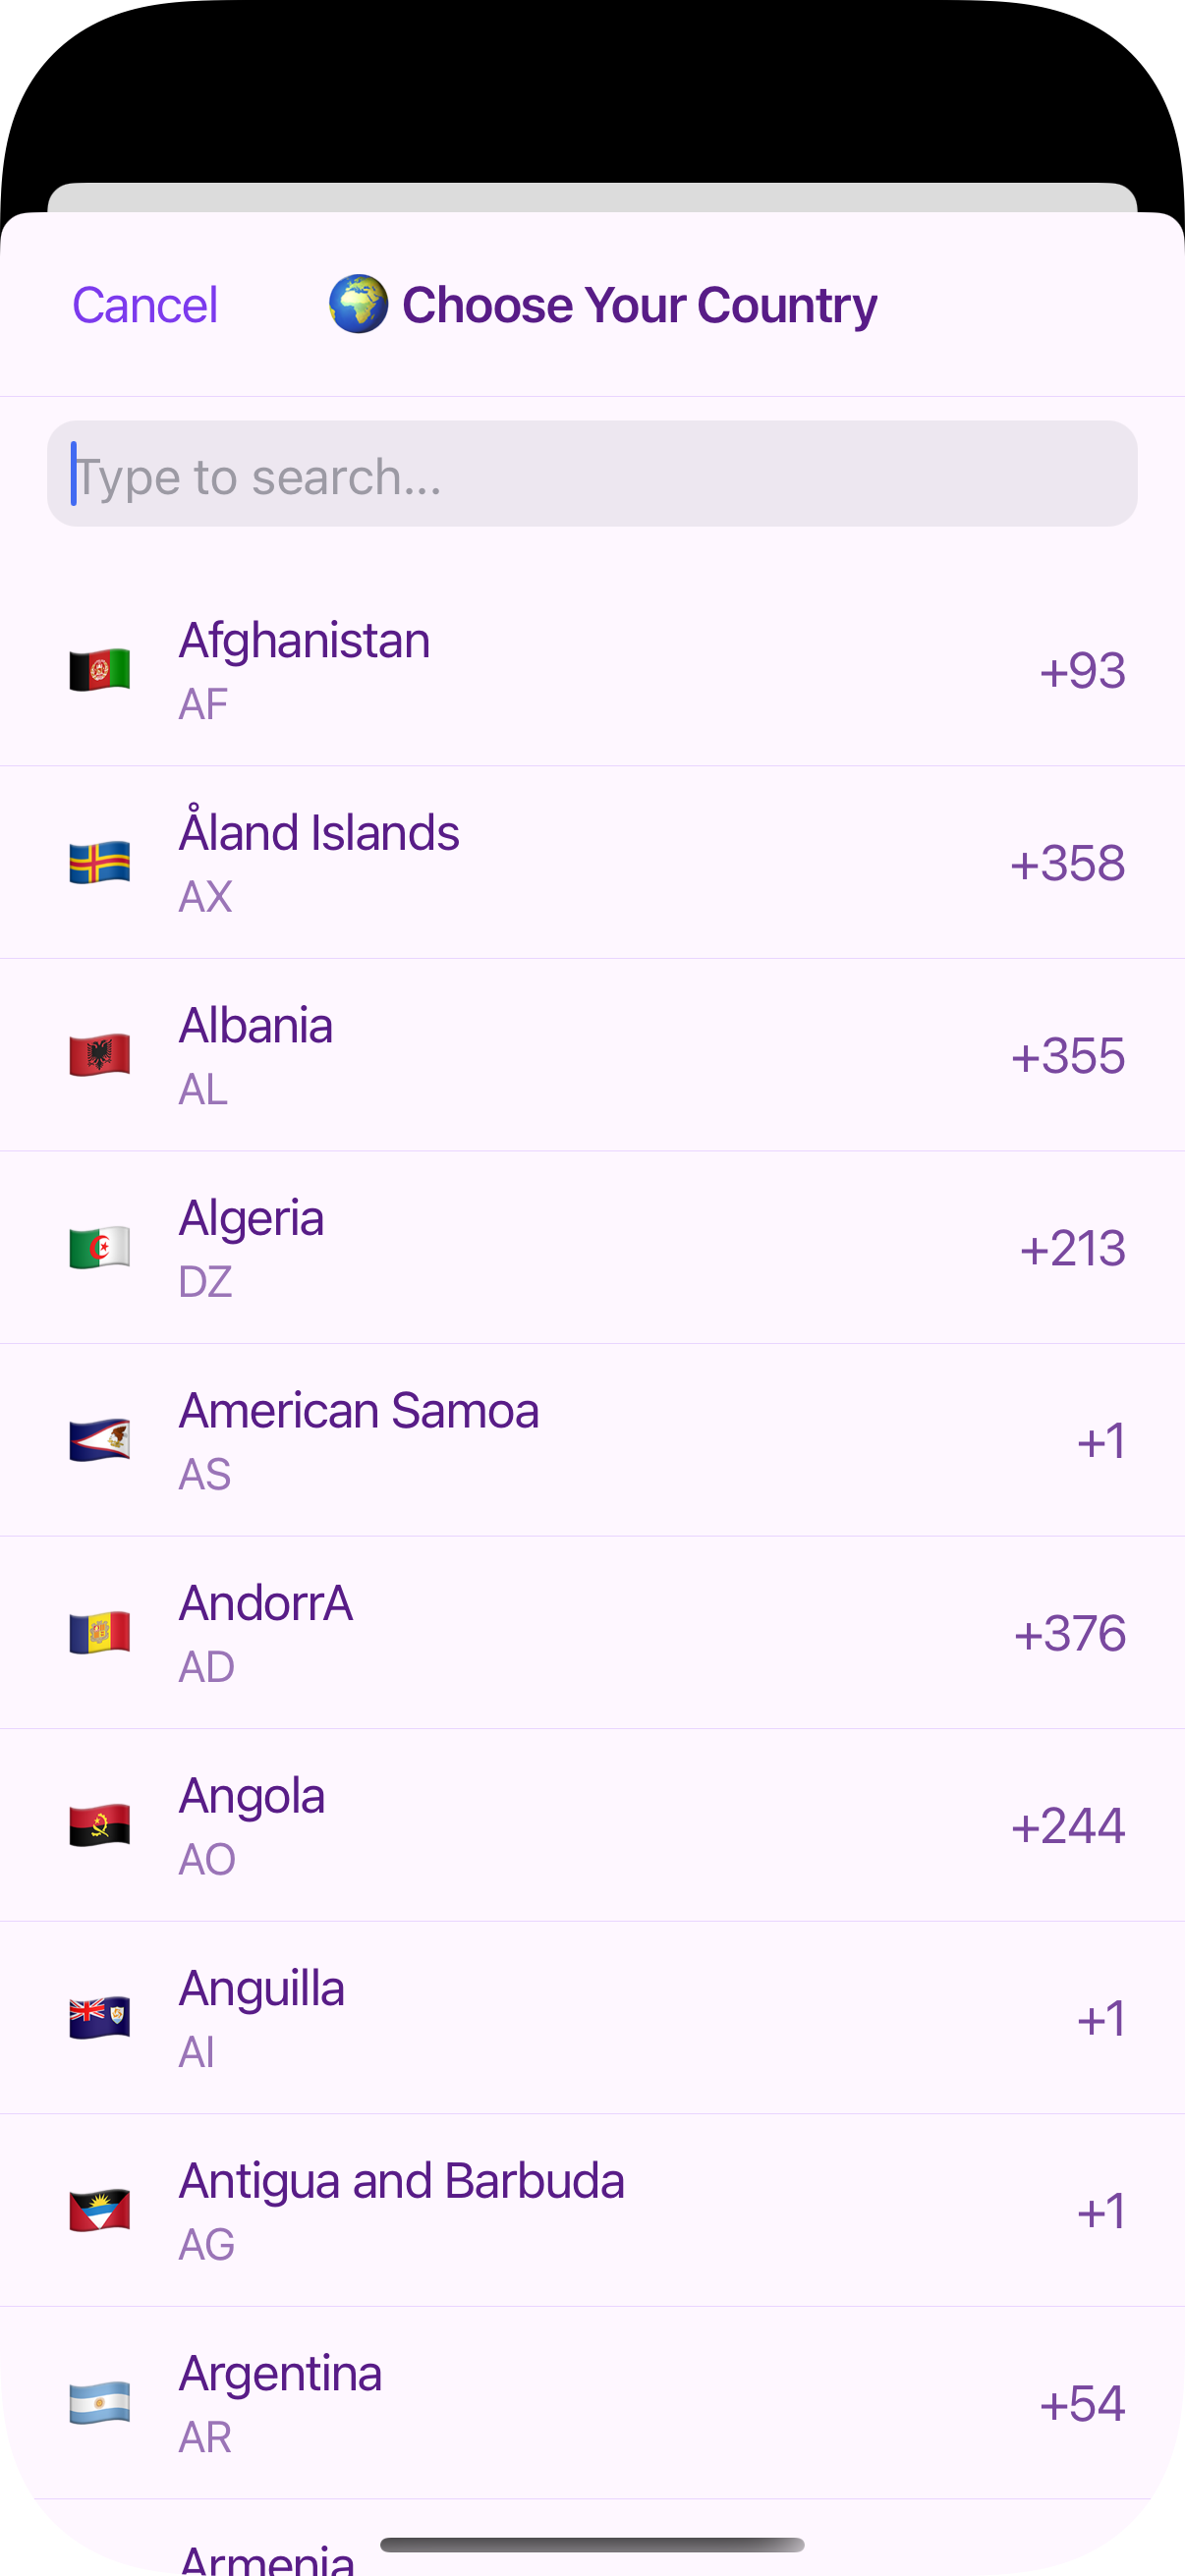 Cancel
🌍 Choose Your Country
Type to search...
Afghanistan
AF
+93
Åland Islands
AX
+358
Albania
AL
+355
Algeria
DZ
+213
American Samoa
AS
+1
AndorrA
AD
+376
Angola
AO
+244
Anguilla
AI
+1
Antigua and Barbuda
AG
+1
Argentina
AR
+54
Armenia